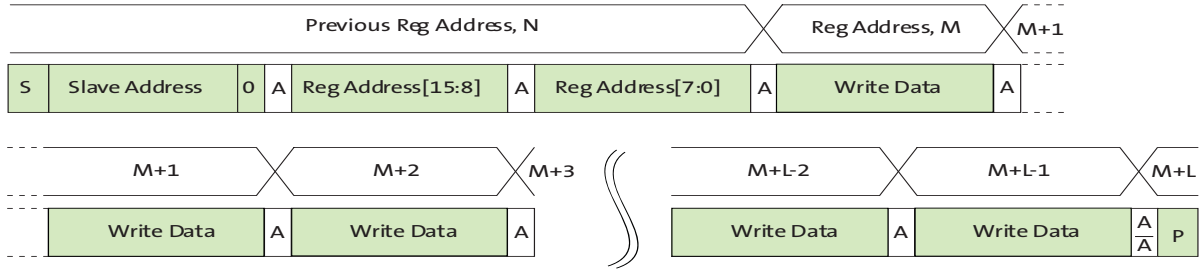 Previous Reg Address, N Reg Address, M M+1
S Slave Address 0 A Reg Address[15:8] A Reg Address[7:0] A Write Data A
M+1 M+2 M+3 M+L-2 M+L-1 M+L
Write Data A Write Data A Write Data A Write Data A/A̅ P